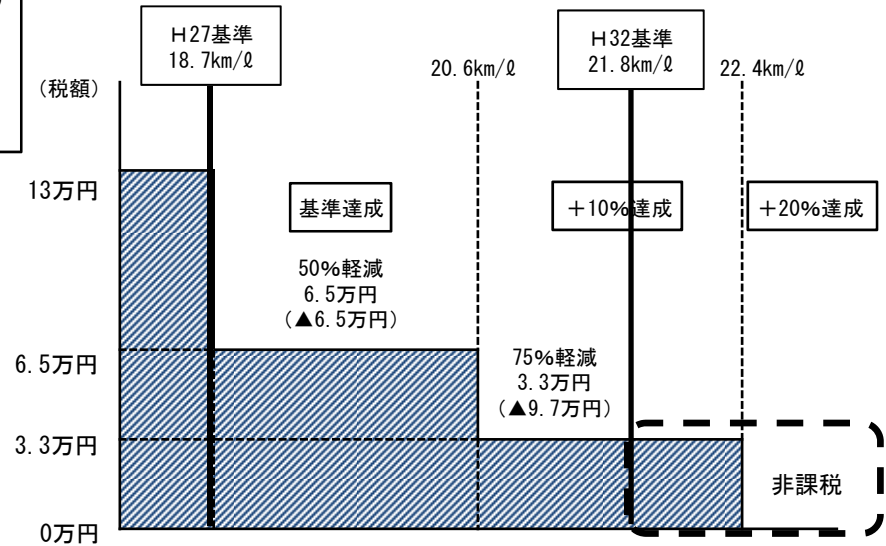 H27基準
18.7km/ℓ
H32基準
21.8km/ℓ
20.6km/ℓ
22.4km/ℓ
(税額)
13万円
基準達成
+10%達成
+20%達成
50%軽減
6.5万円
(▲6.5万円)
6.5万円
75%軽減
3.3万円
(▲9.7万円)
3.3万円
非課税
0万円